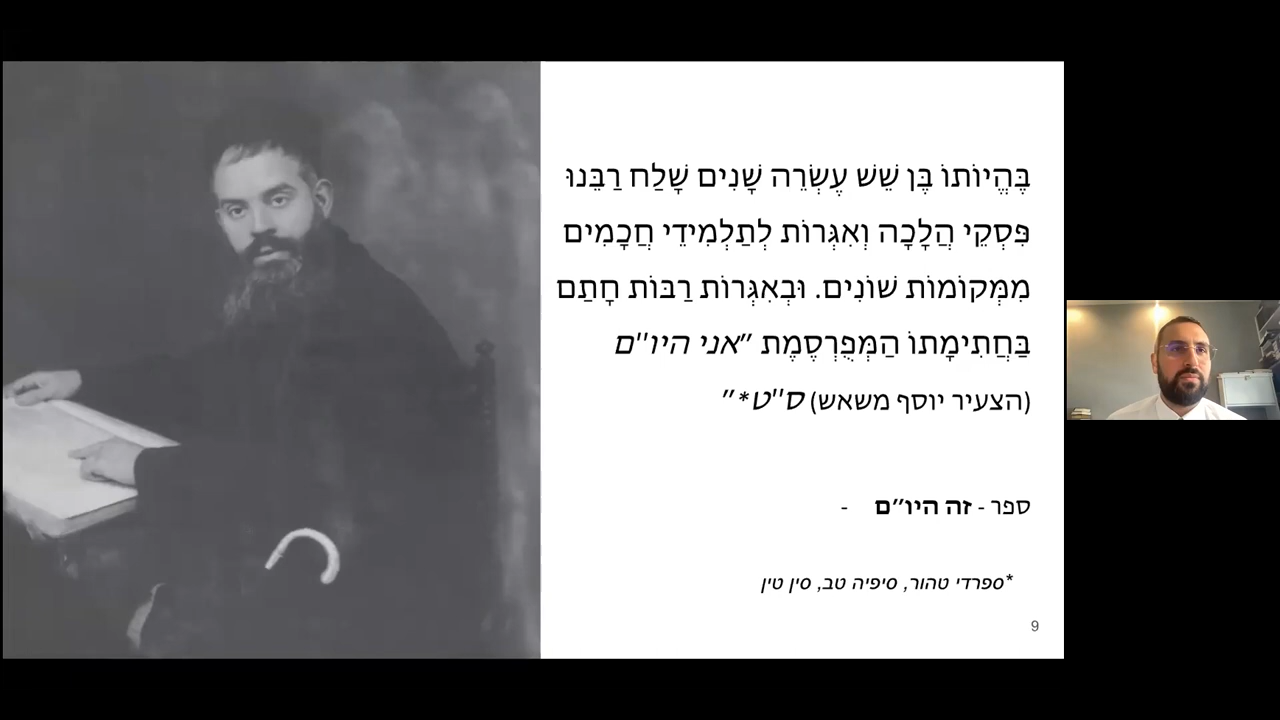 בְּהֱיוֹתוֹ בֶּן שֵׁשׁ עֶשְׂרֵה שָׁנִים שָׁלַח רַבֵּנוּ
פִּסְקֵי הֲלָכָה וְאִגְּרוֹת לְתַלְמִידֵי חֲכָמִים
מִמְּקוֹמוֹת שׁוֹנִים. וּבְאִגְּרוֹת רַבּוֹת חָתַם
בַּחֲתִימָתוֹ הַמְּפֻרְסֶמֶת ״אני היו"ם
(הצעיר יוסף משאש) ס"ט*״
ספר - זה היו״ם -
*ספרדי טהור, סיפיה טב, סין טין
9